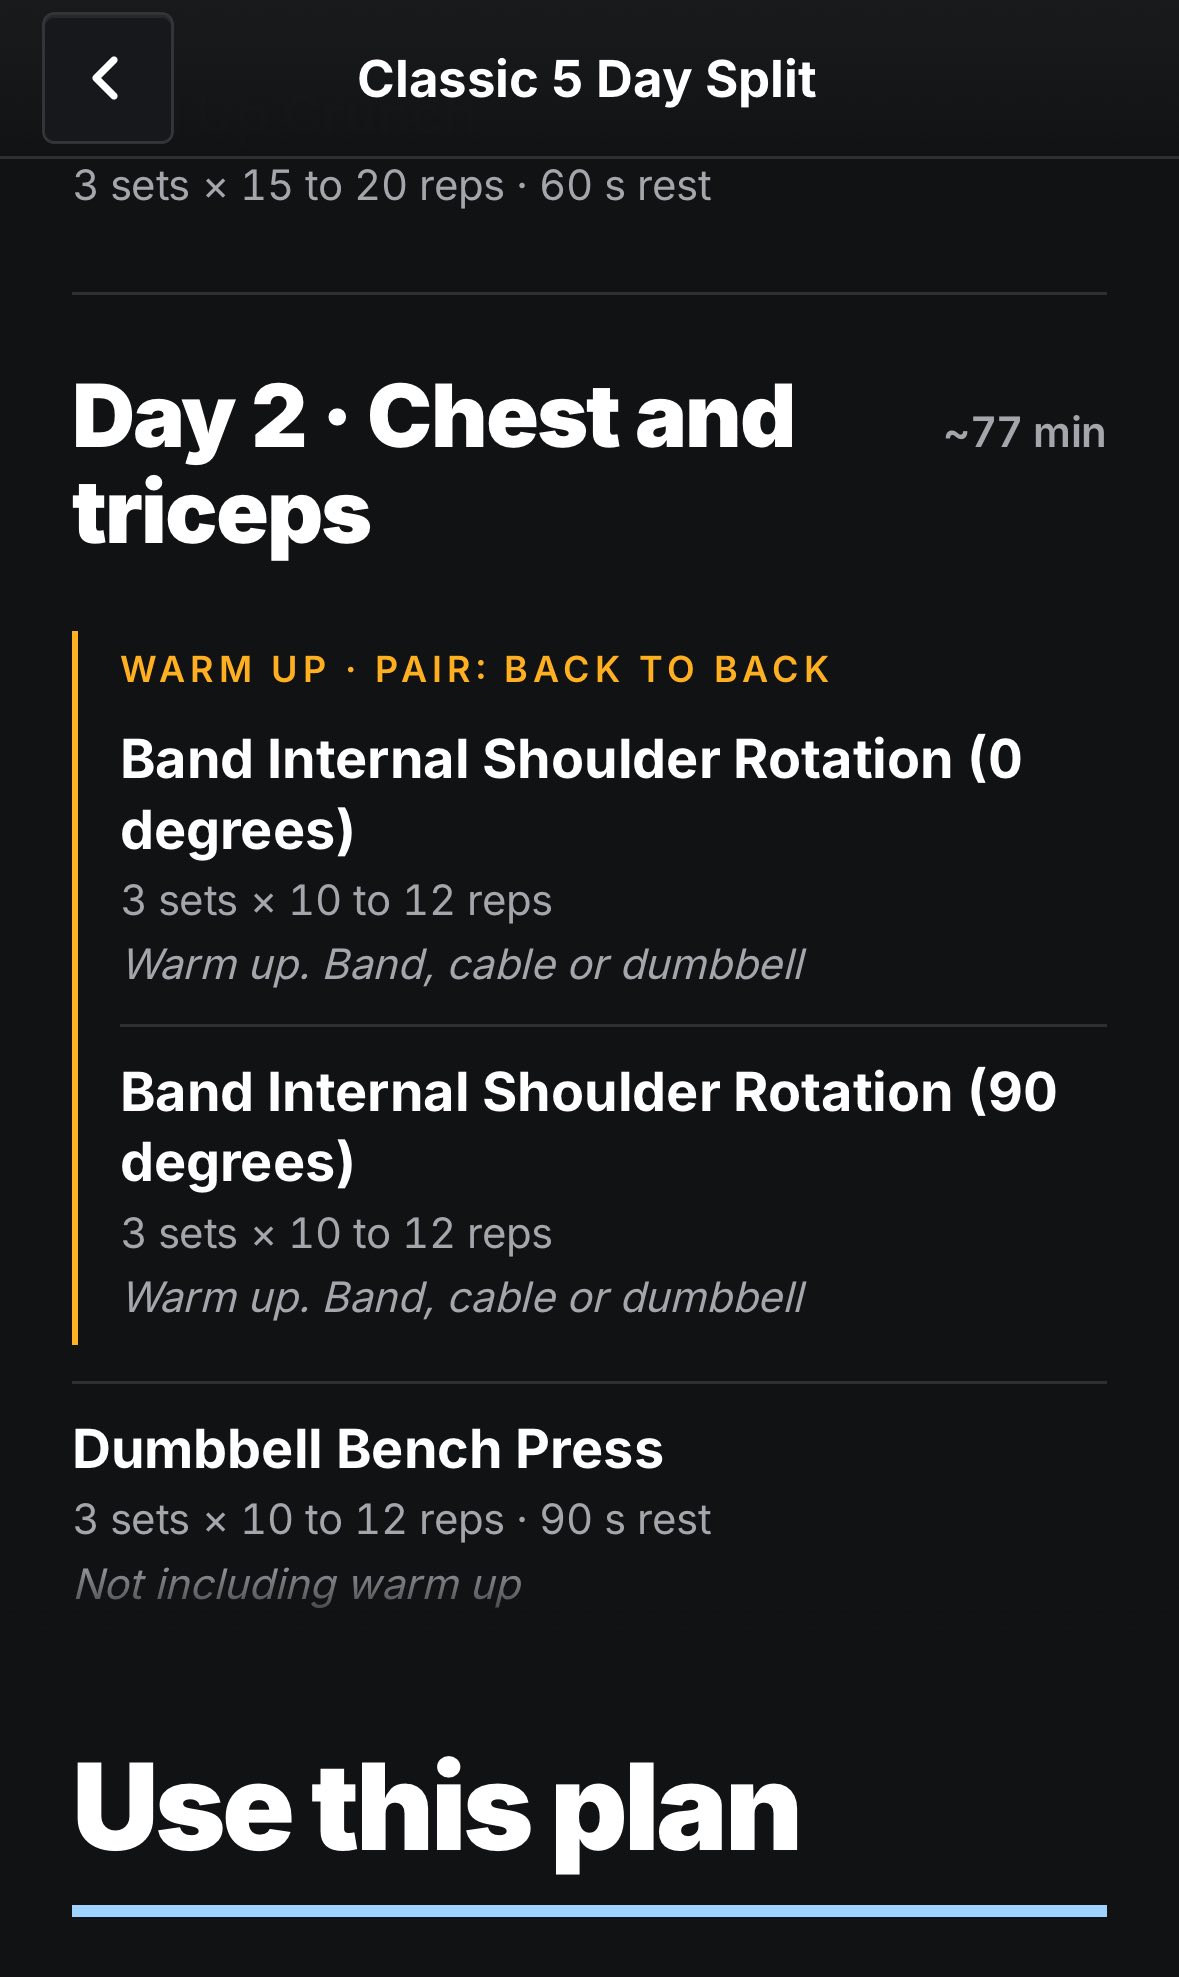 Classic 5 Day Split
Up Crunch
3 sets × 15 to 20 reps · 60 s rest
Day 2 · Chest and
triceps
~77 min
WARM UP · PAIR: BACK TO BACK
Band Internal Shoulder Rotation (0
degrees)
3 sets × 10 to 12 reps
Warm up. Band, cable or dumbbell
Band Internal Shoulder Rotation (90
degrees)
3 sets × 10 to 12 reps
Warm up. Band, cable or dumbbell
Dumbbell Bench Press
3 sets × 10 to 12 reps · 90 s rest
Not including warm up
Use this plan